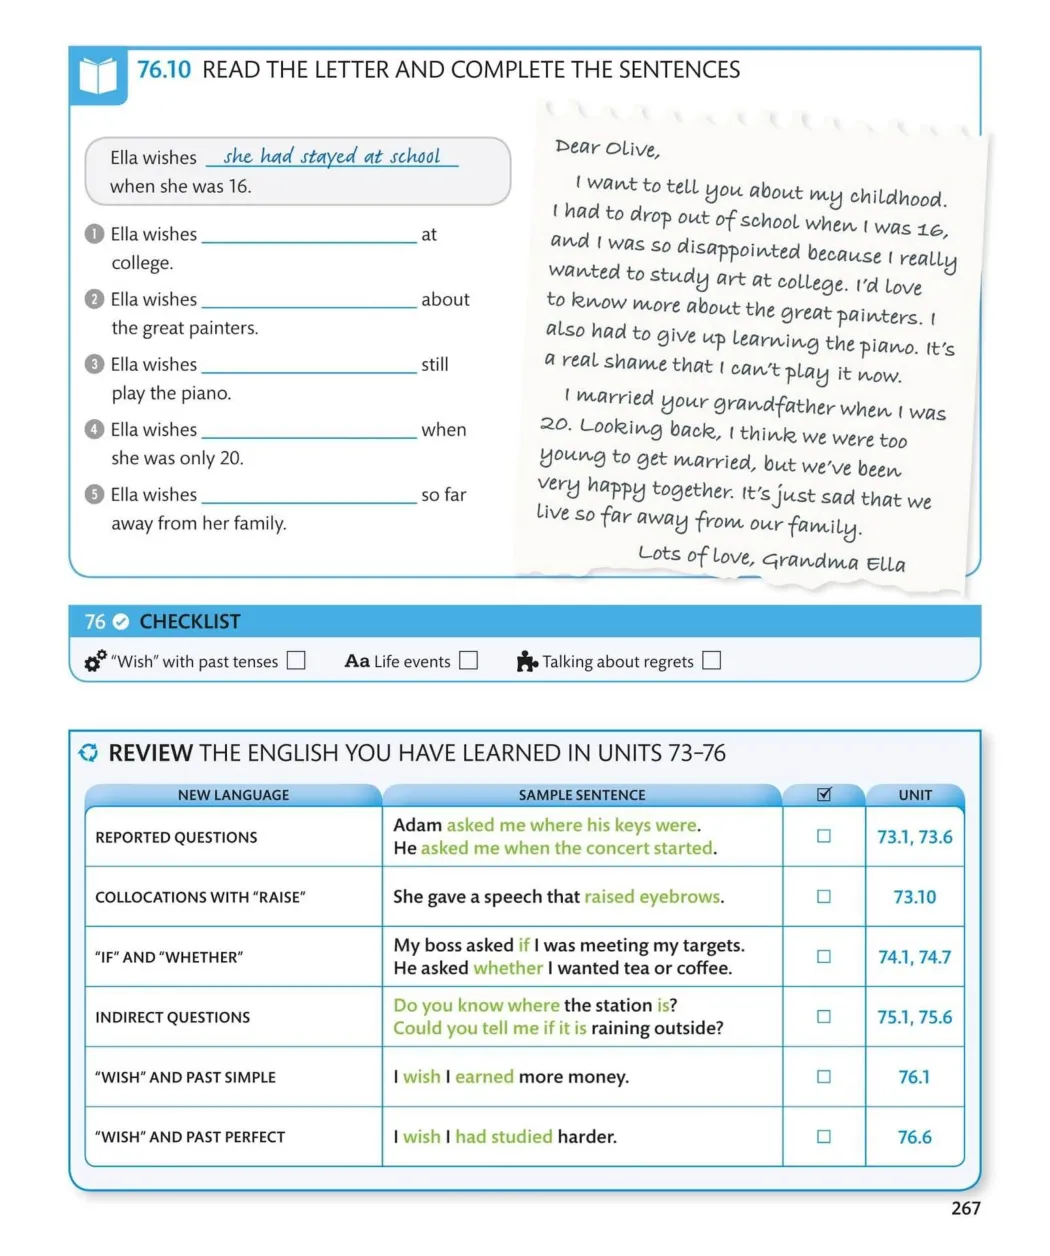 76.10 READ THE LETTER AND COMPLETE THE SENTENCES
Ella wishes she had stayed at school
when she was 16.
1 Ella wishes ____ at
college.
2 Ella wishes ____ about
the great painters.
3 Ella wishes ____ still
play the piano.
4 Ella wishes ____ when
she was only 20.
5 Ella wishes ____ so far
away from her family.
Dear Olive,
I want to tell you about my childhood.
I had to drop out of school when I was 16,
and I was so disappointed because I really
wanted to study art at college. I'd love
to know more about the great painters. I
also had to give up learning the piano. It's
a real shame that I can't play it now.
I married your grandfather when I was
20. Looking back, I think we were too
young to get married, but we've been
very happy together. It's just sad that we
live so far away from our family.
Lots of love, Grandma Ella
76 CHECKLIST
"Wish" with past tenses Aa Life events Talking about regrets
REVIEW THE ENGLISH YOU HAVE LEARNED IN UNITS 73–76
NEW LANGUAGE SAMPLE SENTENCE UNIT
REPORTED QUESTIONS
Adam asked me where his keys were.
He asked me when the concert started.
73.1, 73.6
COLLOCATIONS WITH "RAISE"
She gave a speech that raised eyebrows.
73.10
"IF" AND "WHETHER"
My boss asked if I was meeting my targets.
He asked whether I wanted tea or coffee.
74.1, 74.7
INDIRECT QUESTIONS
Do you know where the station is?
Could you tell me if it is raining outside?
75.1, 75.6
"WISH" AND PAST SIMPLE
I wish I earned more money.
76.1
"WISH" AND PAST PERFECT
I wish I had studied harder.
76.6
267